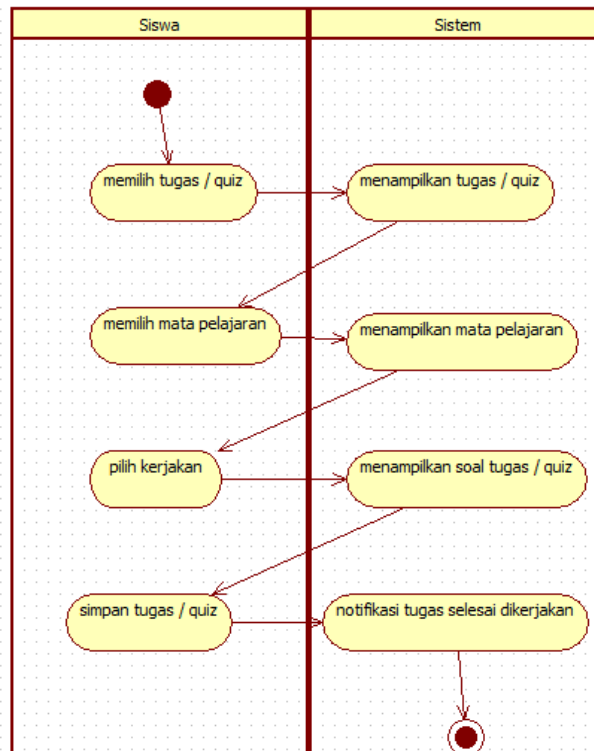 Siswa
Sistem
memilih tugas / quiz
menampilkan tugas / quiz
memilih mata pelajaran
menampilkan mata pelajaran
pilih kerjakan
menampilkan soal tugas / quiz
simpan tugas / quiz
notifikasi tugas selesai dikerjakan